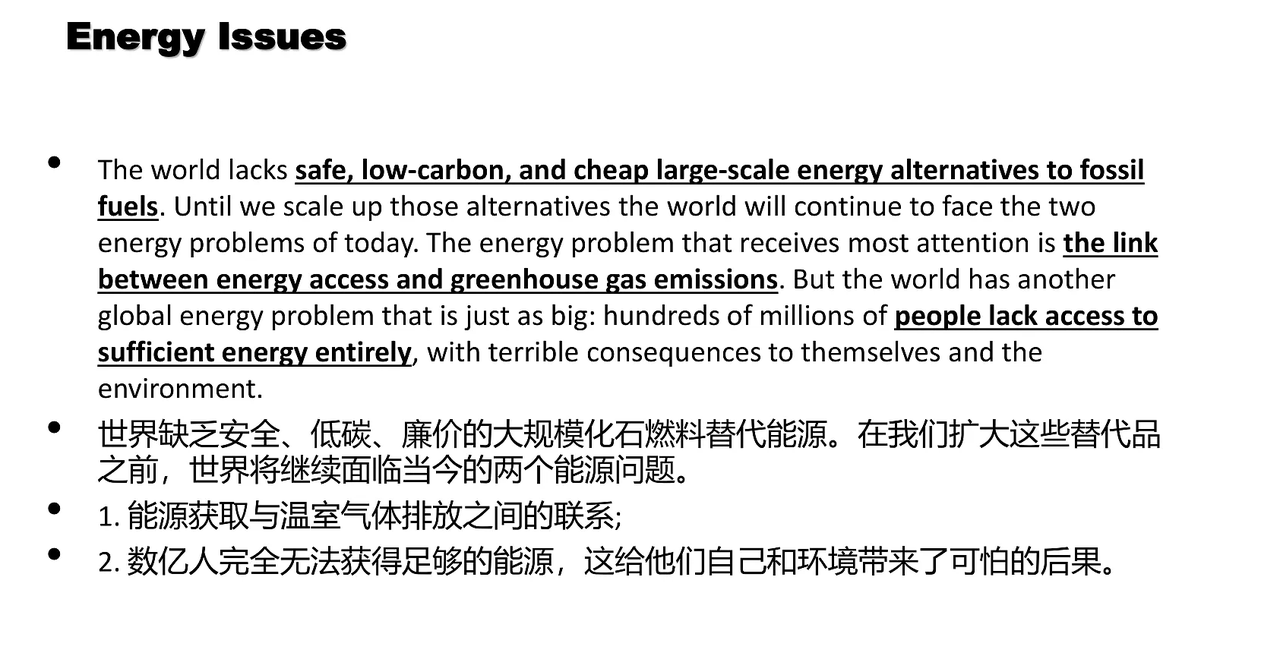 Energy Issues
• The world lacks safe, low-carbon, and cheap large-scale energy alternatives to fossil
fuels. Until we scale up those alternatives the world will continue to face the two
energy problems of today. The energy problem that receives most attention is the link
between energy access and greenhouse gas emissions. But the world has another
global energy problem that is just as big: hundreds of millions of people lack access to
sufficient energy entirely, with terrible consequences to themselves and the
environment.
• 世界缺乏安全、低碳、廉价的大规模化石燃料替代能源。在我们扩大这些替代品
之前，世界将继续面临当今的两个能源问题。
• 1. 能源获取与温室气体排放之间的联系;
• 2. 数亿人完全无法获得足够的能源，这给他们自己和环境带来了可怕的后果。